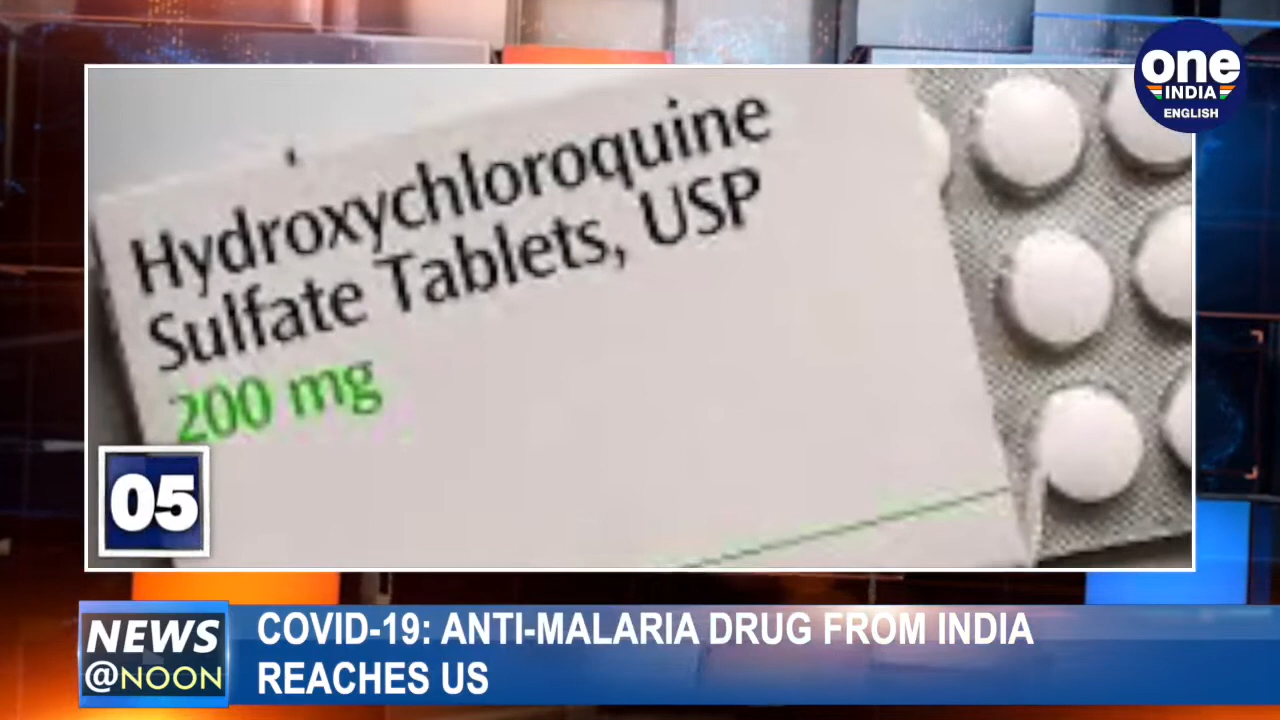 one
INDIA
ENGLISH
Hydroxychloroquine
Sulfate Tablets, USP
200 mg
05
NEWS
@NOON
COVID-19: ANTI-MALARIA DRUG FROM INDIA
REACHES US